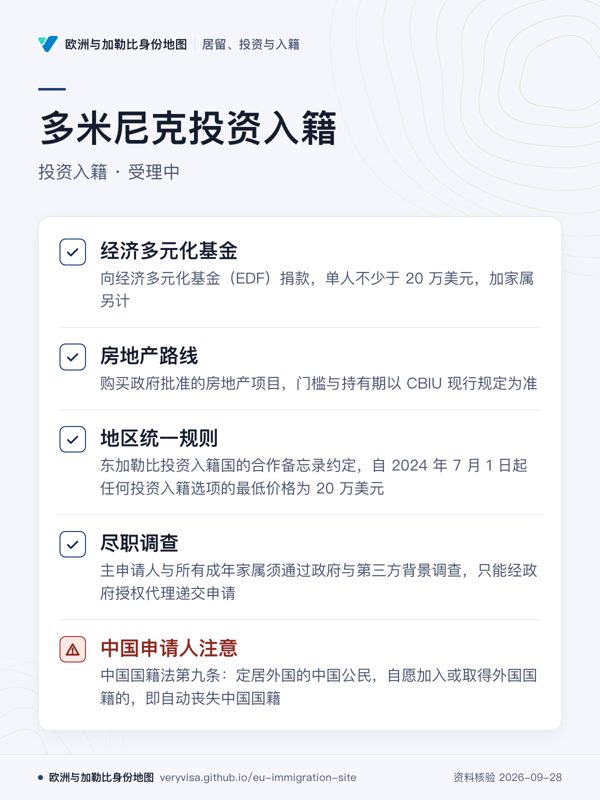 欧洲与加勒比身份地图 居留、投资与入籍
多米尼克投资入籍
投资入籍 · 受理中
经济多元化基金
向经济多元化基金（EDF）捐款，单人不少于 20 万美元，加家属
另计
房地产路线
购买政府批准的房地产项目，门槛与持有期以 CBIU 现行规定为准
地区统一规则
东加勒比投资入籍国的合作备忘录约定，自 2024 年 7 月 1 日起
任何投资入籍选项的最低价格为 20 万美元
尽职调查
主申请人与所有成年家属须通过政府与第三方背景调查，只能经政
府授权代理递交申请
中国申请人注意
中国国籍法第九条：定居外国的中国公民，自愿加入或取得外国国
籍的，即自动丧失中国国籍
欧洲与加勒比身份地图 veryvisa.github.io/eu-immigration-site 资料核验 2026-09-28